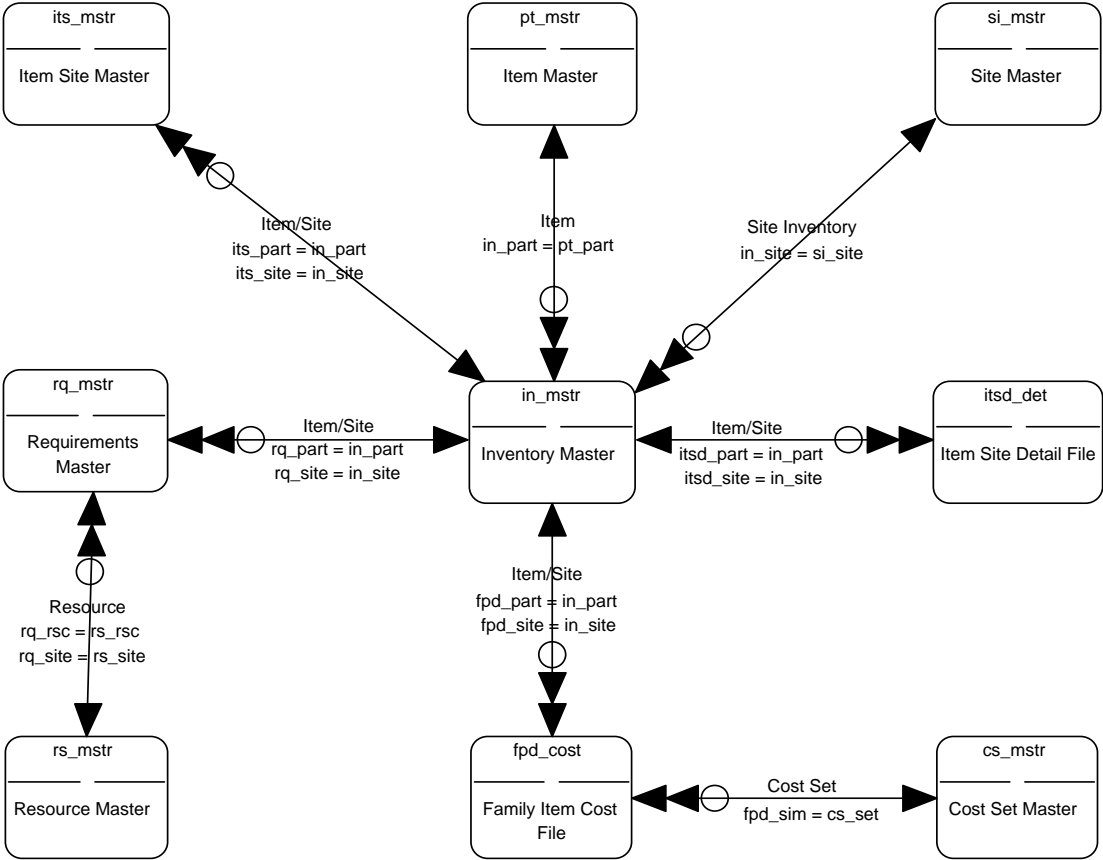 its_mstr
Item Site Master
pt_mstr
Item Master
si_mstr
Site Master
Item/Site
its_part = in_part
its_site = in_site
Item
in_part = pt_part
Site Inventory
in_site = si_site
rq_mstr
Requirements
Master
Item/Site
rq_part = in_part
rq_site = in_site
in_mstr
Inventory Master
Item/Site
itsd_part = in_part
itsd_site = in_site
itsd_det
Item Site Detail File
Resource
rq_rsc = rs_rsc
rq_site = rs_site
Item/Site
fpd_part = in_part
fpd_site = in_site
rs_mstr
Resource Master
fpd_cost
Family Item Cost
File
Cost Set
fpd_sim = cs_set
cs_mstr
Cost Set Master